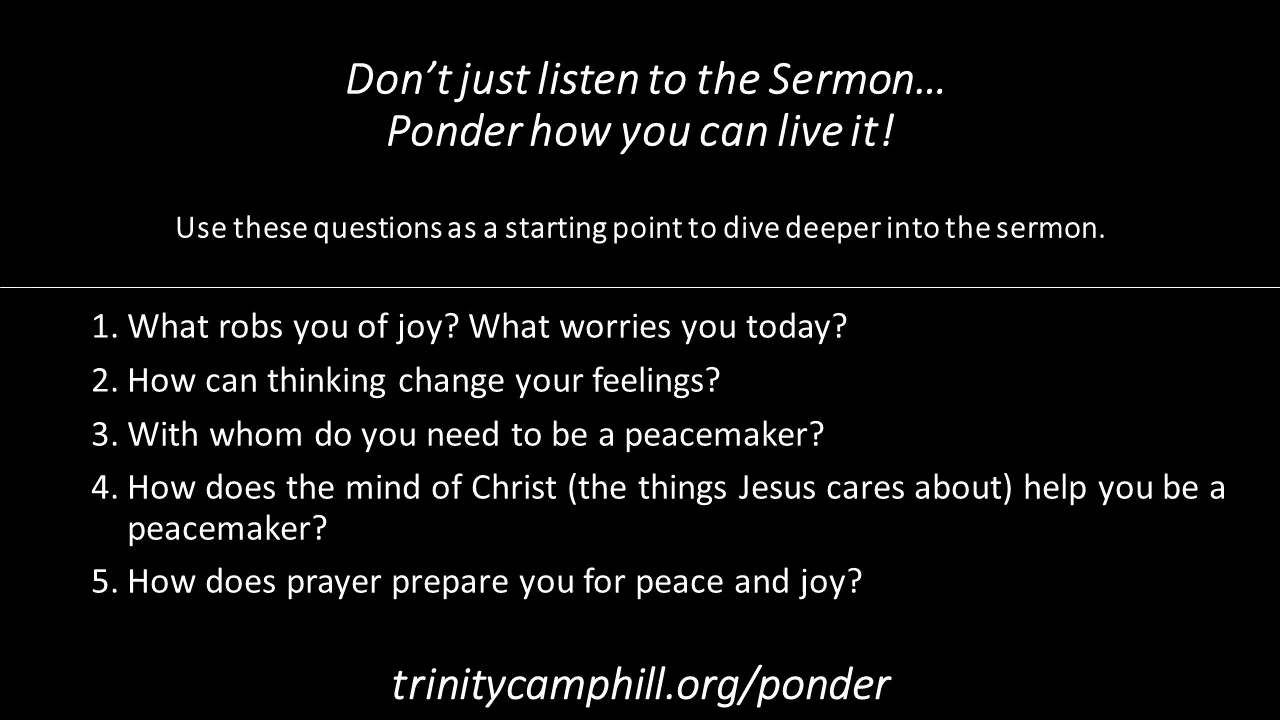 Don’t just listen to the Sermon…
Ponder how you can live it!
Use these questions as a starting point to dive deeper into the sermon.
1. What robs you of joy? What worries you today?
2. How can thinking change your feelings?
3. With whom do you need to be a peacemaker?
4. How does the mind of Christ (the things Jesus cares about) help you be a
peacemaker?
5. How does prayer prepare you for peace and joy?
trinitycamphill.org/ponder